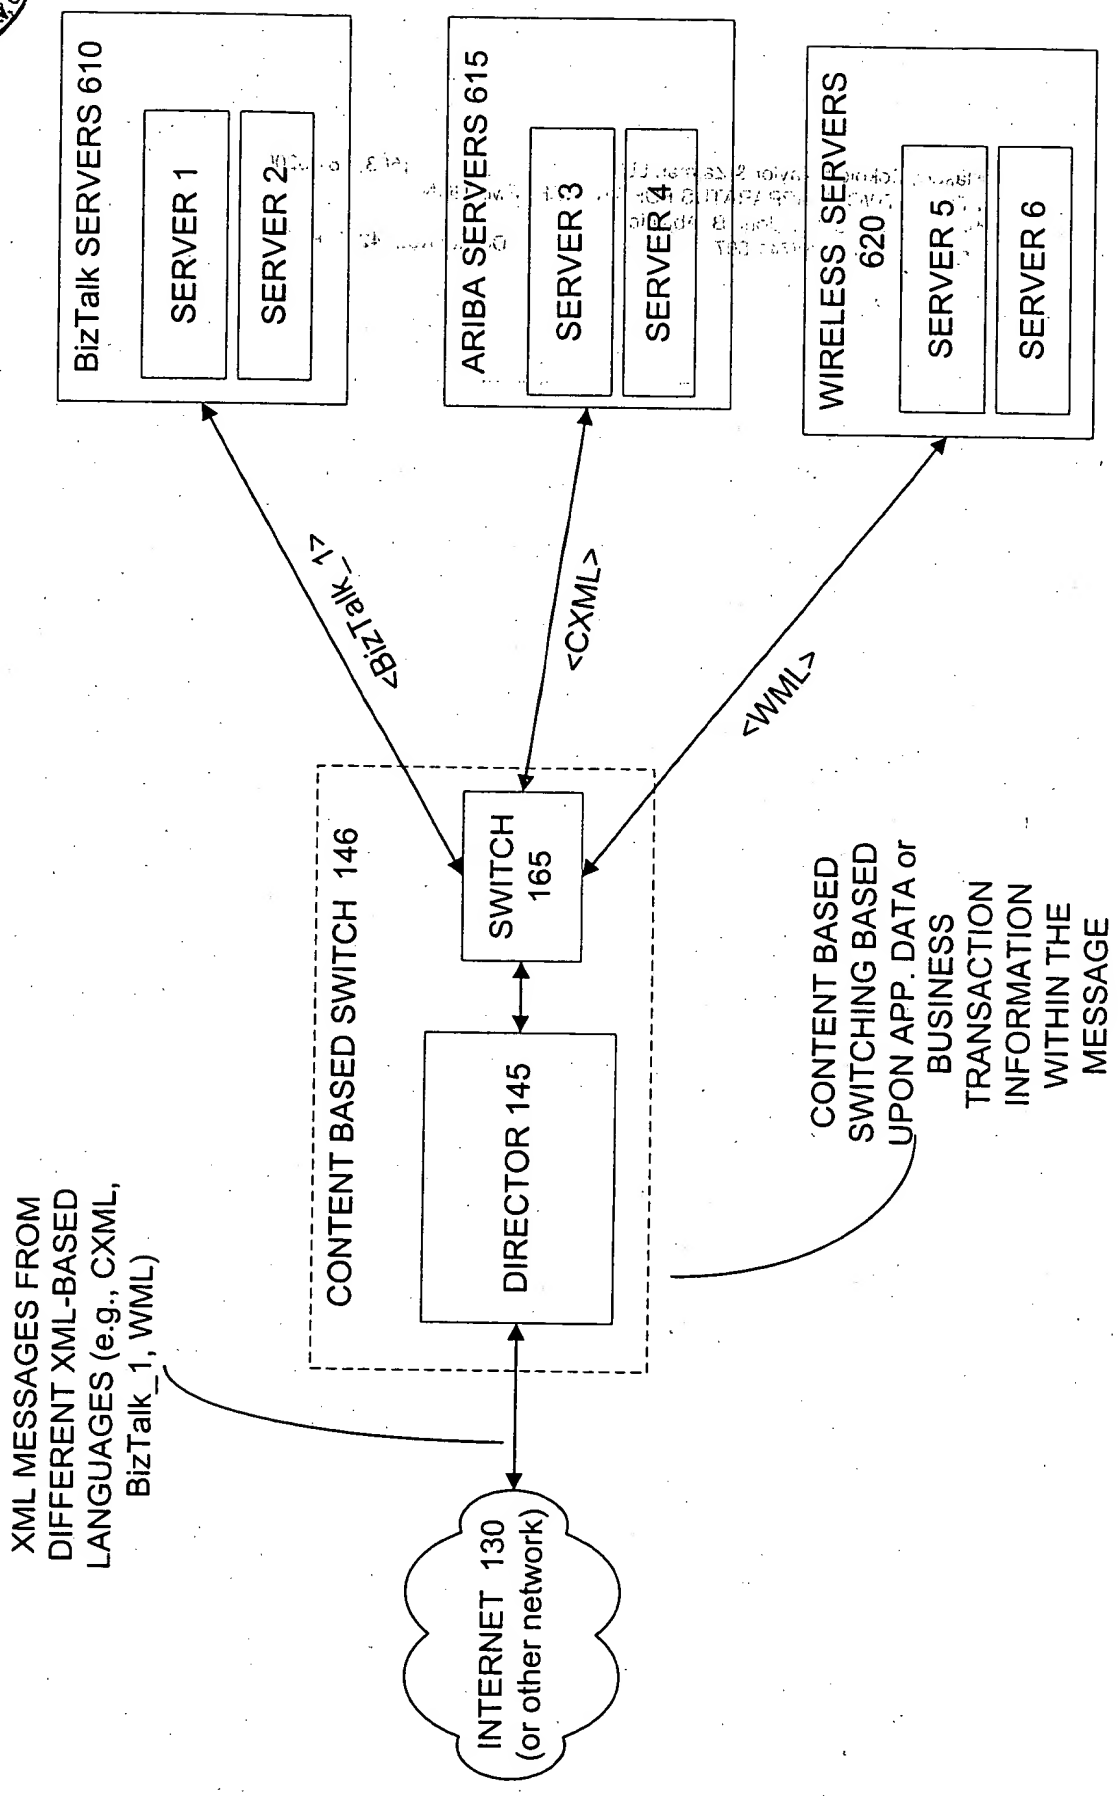 XML MESSAGES FROM
DIFFERENT XML-BASED
LANGUAGES (e.g., CXML,
BizTalk_1, WML)
INTERNET 130
(or other network)
CONTENT BASED SWITCH 146
DIRECTOR 145
SWITCH
165
CONTENT BASED
SWITCHING BASED
UPON APP. DATA or
BUSINESS
TRANSACTION
INFORMATION
WITHIN THE
MESSAGE
<BizTalk_1>
<CXML>
<WML>
BizTalk SERVERS 610
SERVER 1
SERVER 2
ARIBA SERVERS 615
SERVER 3
SERVER 4
WIRELESS SERVERS
620
SERVER 5
SERVER 6